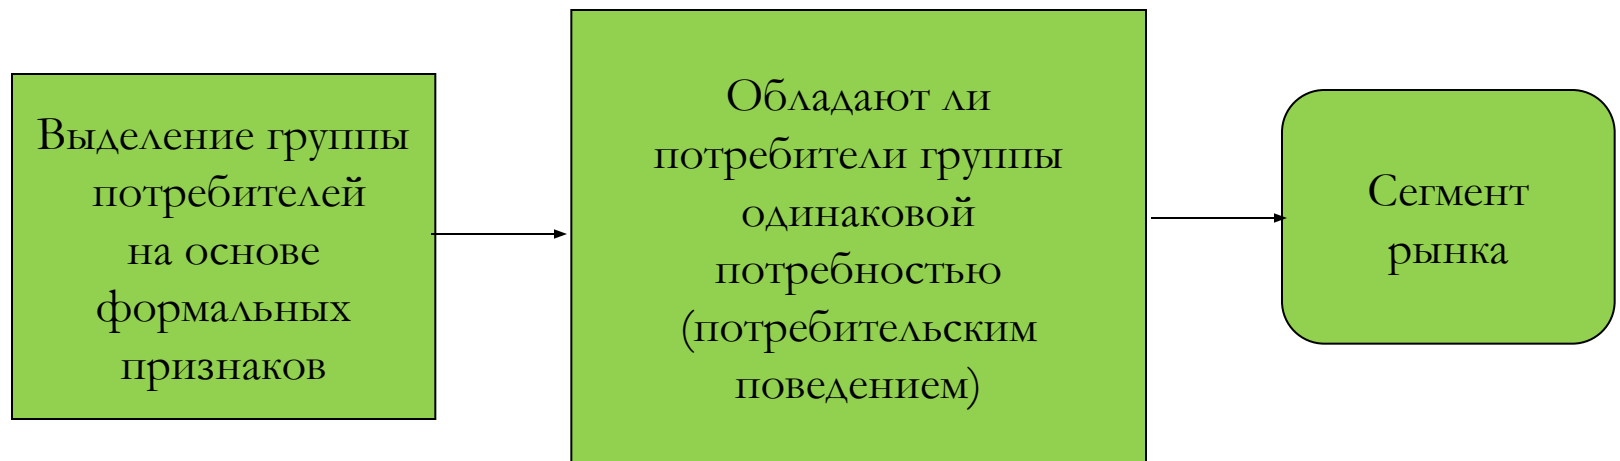 Выделение группы
потребителей
на основе
формальных
признаков
Обладают ли
потребители группы
одинаковой
потребностью
(потребительским
поведением)
Сегмент
рынка